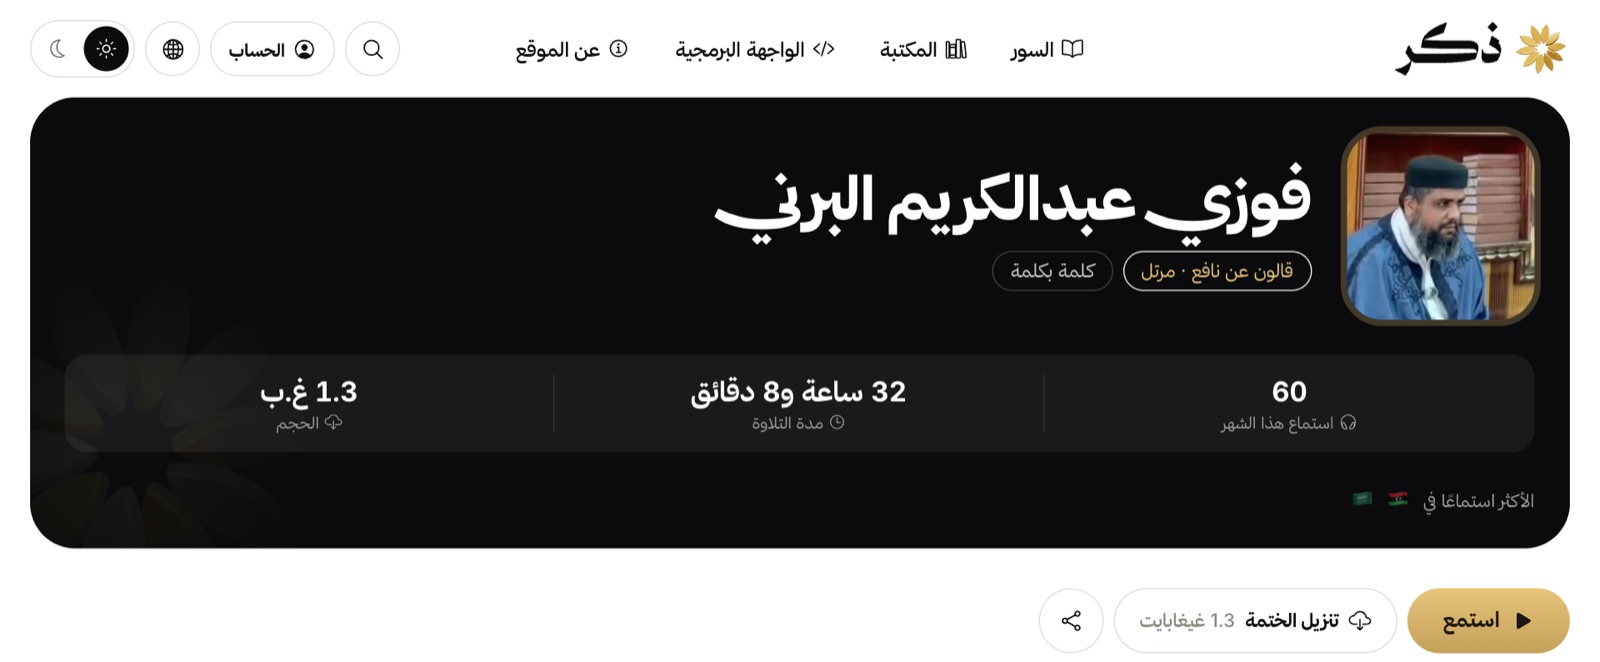 ذكر
السور
المكتبة
الواجهة البرمجية
عن الموقع
الحساب
فوزي عبدالكريم البرني
قالون عن نافع · مرتل
كلمة بكلمة
60
استماع هذا الشهر
32 ساعة و8 دقائق
مدة التلاوة
1.3 غ.ب
الحجم
الأكثر استماعًا في
استمع
تنزيل الختمة 1.3 غيغابايت